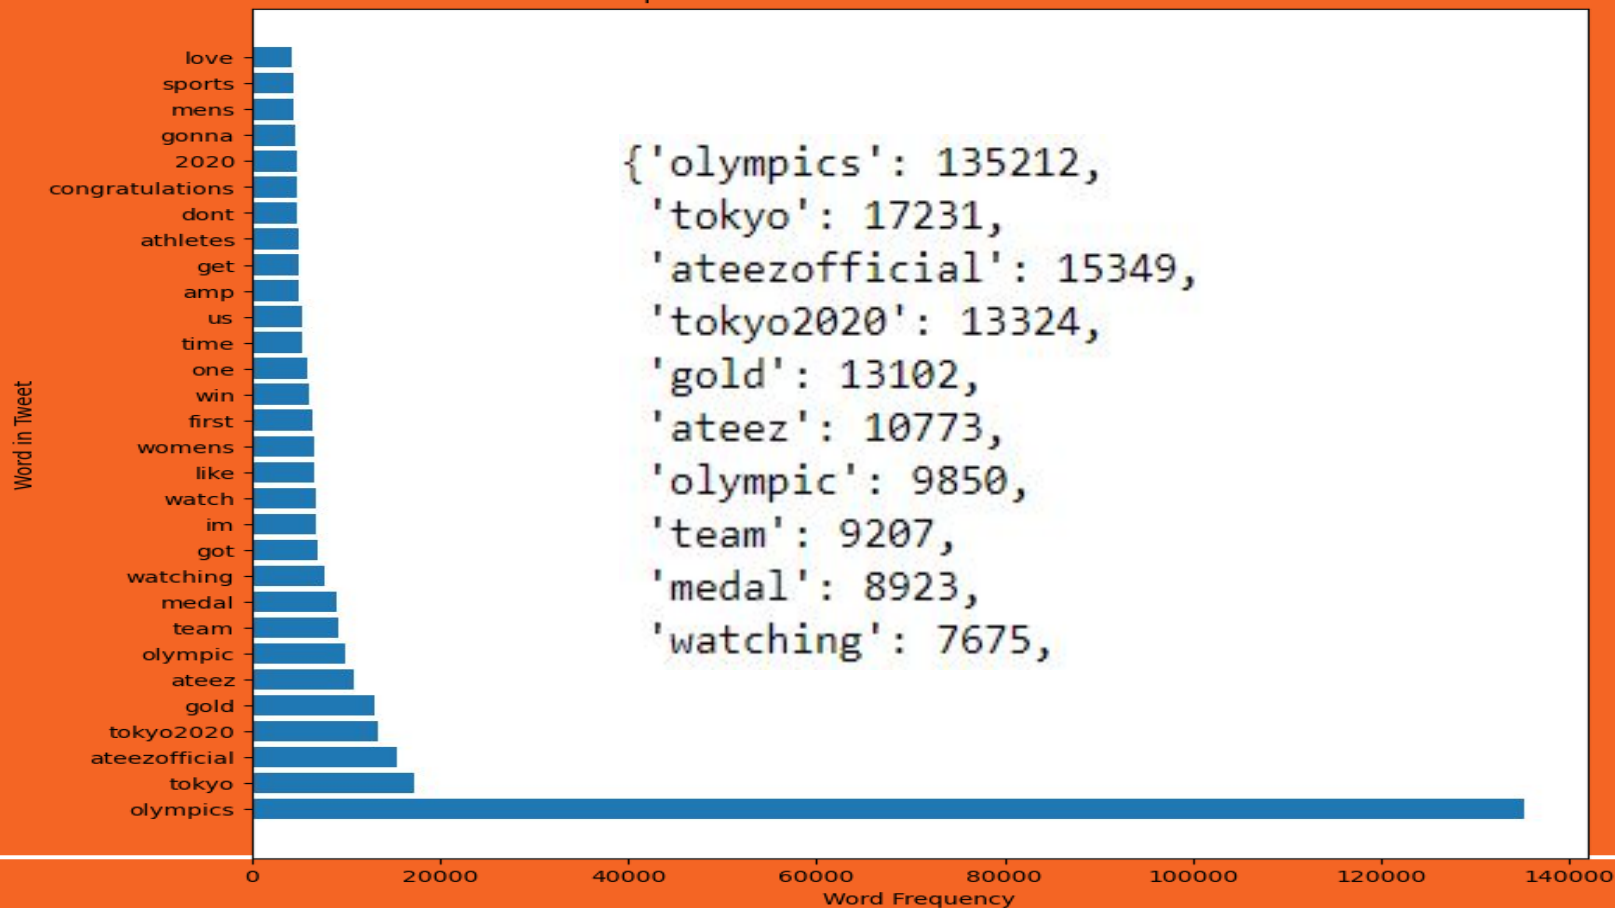 love
sports
mens
gonna
2020
congratulations
dont
athletes
get
amp
us
time
one
win
first
womens
like
watch
im
got
watching
medal
team
olympic
ateez
gold
tokyo2020
ateezofficial
tokyo
olympics
Word in Tweet
{'olympics': 135212,
'tokyo': 17231,
'ateezofficial': 15349,
'tokyo2020': 13324,
'gold': 13102,
'ateez': 10773,
'olympic': 9850,
'team': 9207,
'medal': 8923,
'watching': 7675,
0 20000 40000 60000 80000 100000 120000 140000
Word Frequency